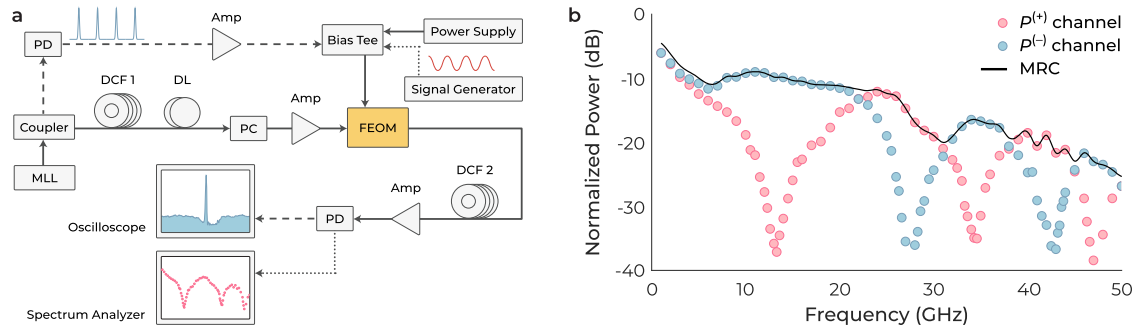 a
PD
Amp
Bias Tee
Power Supply
DCF 1
DL
Amp
Signal Generator
Coupler
PC
FEOM
MLL
DCF 2
Amp
PD
Oscilloscope
Spectrum Analyzer
b
Normalized Power (dB)
0
-10
-20
-30
-40
P(+) channel
P(−) channel
MRC
0
10
20
30
40
50
Frequency (GHz)